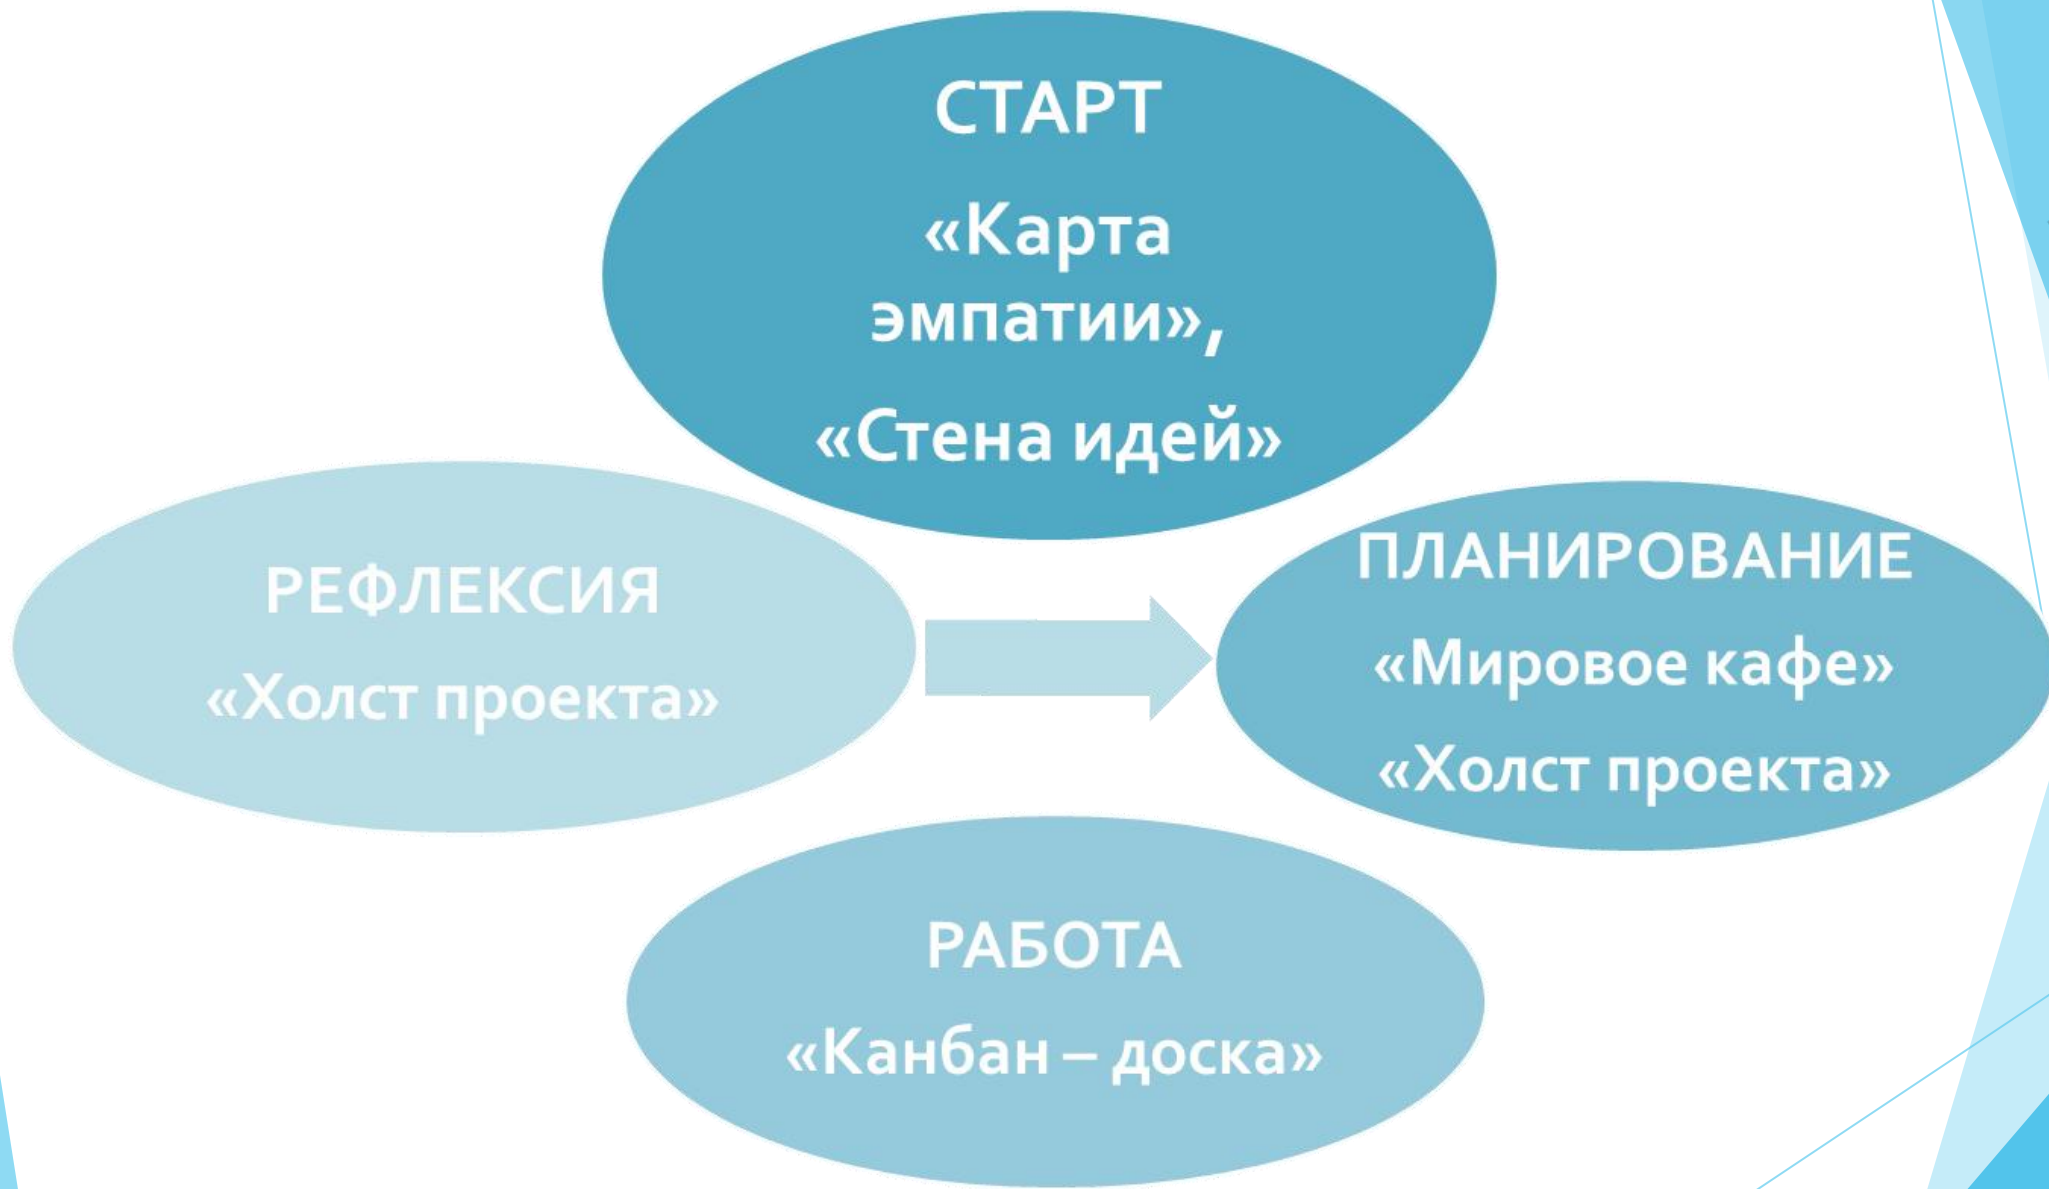 СТАРТ
«Карта
эмпатии»,
«Стена идей»
РЕФЛЕКСИЯ
«Холст проекта»
ПЛАНИРОВАНИЕ
«Мировое кафе»
«Холст проекта»
РАБОТА
«Канбан – доска»